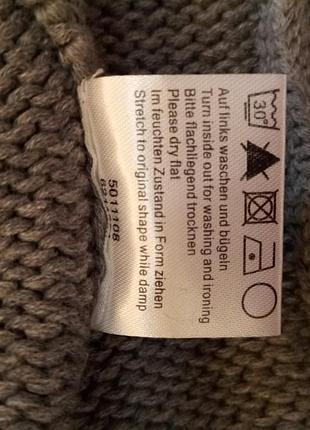 30°
Auf links waschen und bügeln
Turn inside out for washing and ironing
Bitte flachliegend trocknen
Please dry flat
Im feuchten Zustand in Form ziehen
Stretch to original shape while damp
5011108